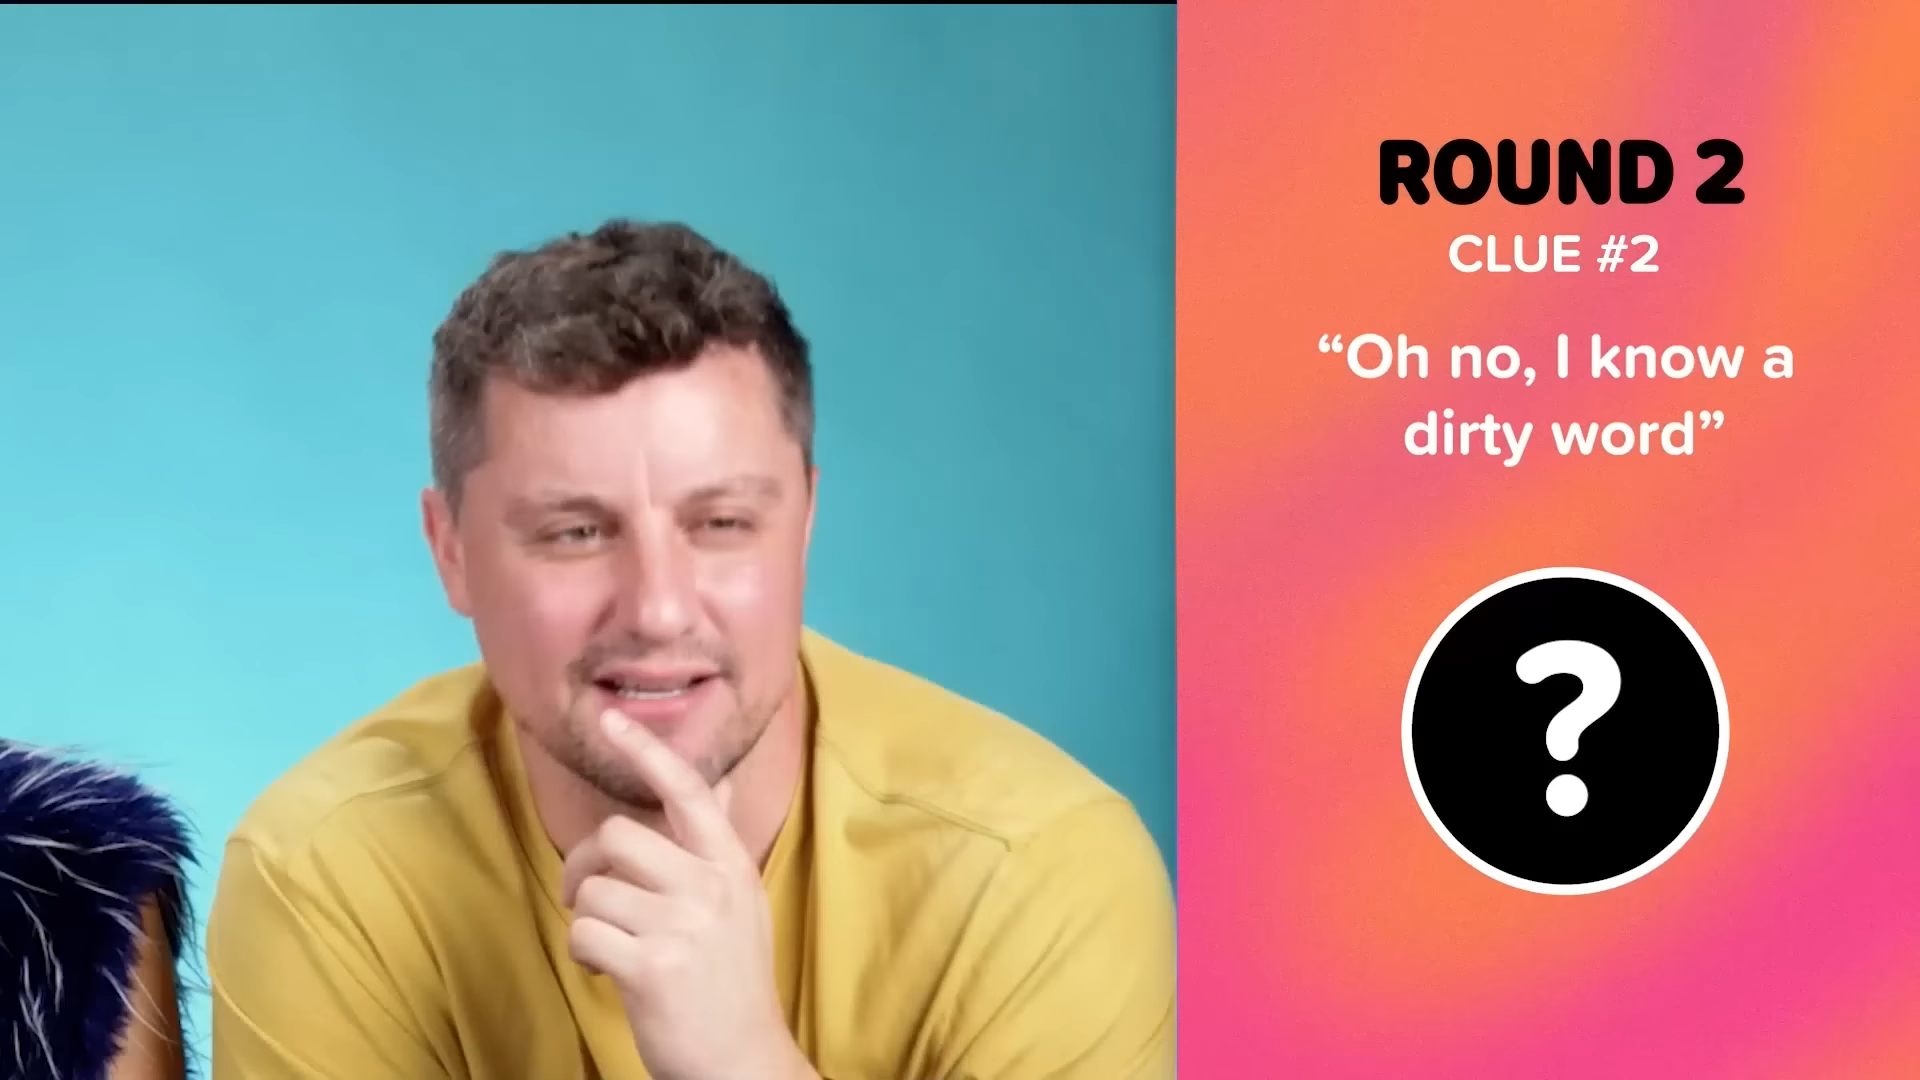 ROUND 2
CLUE #2
“Oh no, I know a
dirty word”
?